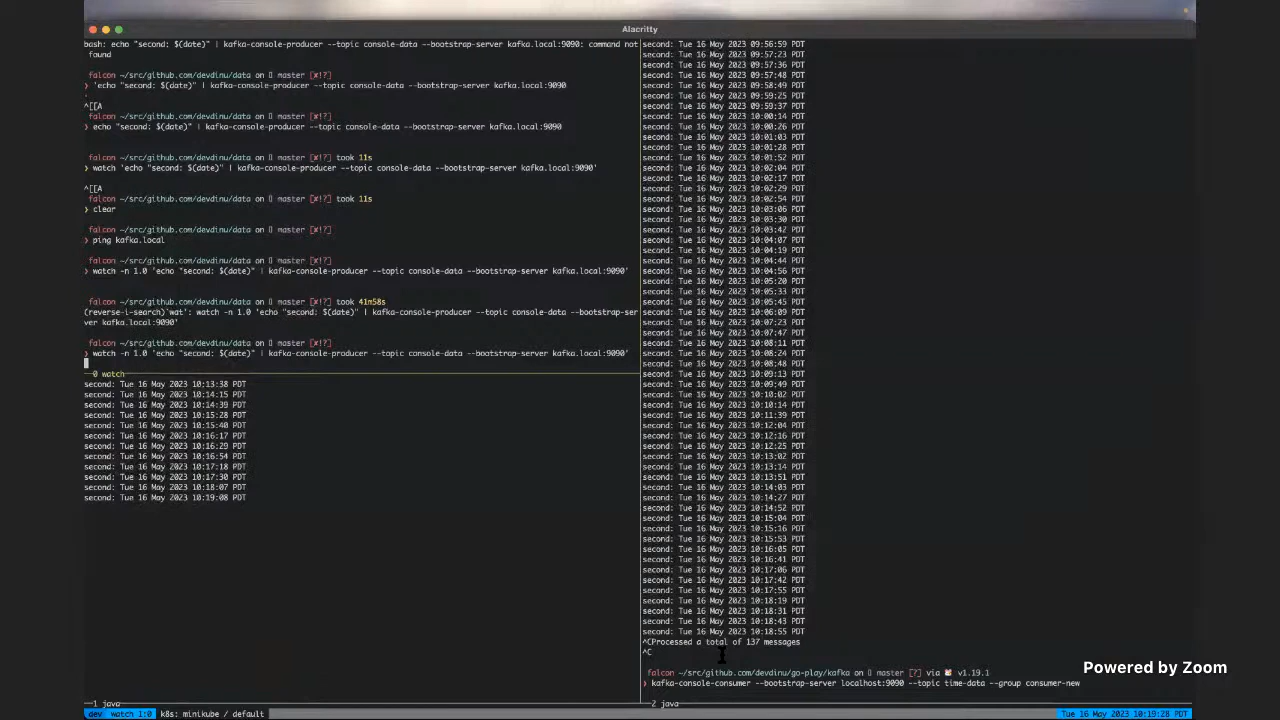 Alacritty
bash: echo "second: $(date)" | kafka-console-producer --topic console-data --bootstrap-server kafka.local:9090: command not
found
falcon ~/src/github.com/devdinu/data on master [✘!?]
❯ 'echo "second: $(date)" | kafka-console-producer --topic console-data --bootstrap-server kafka.local:9090
^[[A
falcon ~/src/github.com/devdinu/data on master [✘!?]
❯ echo "second: $(date)" | kafka-console-producer --topic console-data --bootstrap-server kafka.local:9090
falcon ~/src/github.com/devdinu/data on master [✘!?] took 11s
❯ watch 'echo "second: $(date)" | kafka-console-producer --topic console-data --bootstrap-server kafka.local:9090'
^[[A
falcon ~/src/github.com/devdinu/data on master [✘!?] took 11s
❯ clear
falcon ~/src/github.com/devdinu/data on master [✘!?]
❯ ping kafka.local
falcon ~/src/github.com/devdinu/data on master [✘!?]
❯ watch -n 1.0 'echo "second: $(date)" | kafka-console-producer --topic console-data --bootstrap-server kafka.local:9090'
falcon ~/src/github.com/devdinu/data on master [✘!?] took 41m58s
(reverse-i-search)`wat': watch -n 1.0 'echo "second: $(date)" | kafka-console-producer --topic console-data --bootstrap-ser
ver kafka.local:9090'
falcon ~/src/github.com/devdinu/data on master [✘!?]
❯ watch -n 1.0 'echo "second: $(date)" | kafka-console-producer --topic console-data --bootstrap-server kafka.local:9090'
0 watch
second: Tue 16 May 2023 10:13:38 PDT
second: Tue 16 May 2023 10:14:15 PDT
second: Tue 16 May 2023 10:14:39 PDT
second: Tue 16 May 2023 10:15:28 PDT
second: Tue 16 May 2023 10:15:40 PDT
second: Tue 16 May 2023 10:16:17 PDT
second: Tue 16 May 2023 10:16:29 PDT
second: Tue 16 May 2023 10:16:54 PDT
second: Tue 16 May 2023 10:17:18 PDT
second: Tue 16 May 2023 10:17:30 PDT
second: Tue 16 May 2023 10:18:07 PDT
second: Tue 16 May 2023 10:19:08 PDT
1 java
second: Tue 16 May 2023 09:56:59 PDT
second: Tue 16 May 2023 09:57:23 PDT
second: Tue 16 May 2023 09:57:36 PDT
second: Tue 16 May 2023 09:57:48 PDT
second: Tue 16 May 2023 09:58:49 PDT
second: Tue 16 May 2023 09:59:25 PDT
second: Tue 16 May 2023 09:59:37 PDT
second: Tue 16 May 2023 10:00:14 PDT
second: Tue 16 May 2023 10:00:26 PDT
second: Tue 16 May 2023 10:01:03 PDT
second: Tue 16 May 2023 10:01:28 PDT
second: Tue 16 May 2023 10:01:52 PDT
second: Tue 16 May 2023 10:02:04 PDT
second: Tue 16 May 2023 10:02:17 PDT
second: Tue 16 May 2023 10:02:29 PDT
second: Tue 16 May 2023 10:02:54 PDT
second: Tue 16 May 2023 10:03:06 PDT
second: Tue 16 May 2023 10:03:30 PDT
second: Tue 16 May 2023 10:03:42 PDT
second: Tue 16 May 2023 10:04:07 PDT
second: Tue 16 May 2023 10:04:19 PDT
second: Tue 16 May 2023 10:04:44 PDT
second: Tue 16 May 2023 10:04:56 PDT
second: Tue 16 May 2023 10:05:20 PDT
second: Tue 16 May 2023 10:05:33 PDT
second: Tue 16 May 2023 10:05:45 PDT
second: Tue 16 May 2023 10:06:09 PDT
second: Tue 16 May 2023 10:07:23 PDT
second: Tue 16 May 2023 10:07:47 PDT
second: Tue 16 May 2023 10:08:11 PDT
second: Tue 16 May 2023 10:08:24 PDT
second: Tue 16 May 2023 10:08:48 PDT
second: Tue 16 May 2023 10:09:13 PDT
second: Tue 16 May 2023 10:09:49 PDT
second: Tue 16 May 2023 10:10:02 PDT
second: Tue 16 May 2023 10:10:14 PDT
second: Tue 16 May 2023 10:11:39 PDT
second: Tue 16 May 2023 10:12:04 PDT
second: Tue 16 May 2023 10:12:16 PDT
second: Tue 16 May 2023 10:12:25 PDT
second: Tue 16 May 2023 10:13:02 PDT
second: Tue 16 May 2023 10:13:14 PDT
second: Tue 16 May 2023 10:13:51 PDT
second: Tue 16 May 2023 10:14:03 PDT
second: Tue 16 May 2023 10:14:27 PDT
second: Tue 16 May 2023 10:14:52 PDT
second: Tue 16 May 2023 10:15:04 PDT
second: Tue 16 May 2023 10:15:16 PDT
second: Tue 16 May 2023 10:15:53 PDT
second: Tue 16 May 2023 10:16:05 PDT
second: Tue 16 May 2023 10:16:41 PDT
second: Tue 16 May 2023 10:17:06 PDT
second: Tue 16 May 2023 10:17:42 PDT
second: Tue 16 May 2023 10:17:55 PDT
second: Tue 16 May 2023 10:18:19 PDT
second: Tue 16 May 2023 10:18:31 PDT
second: Tue 16 May 2023 10:18:43 PDT
second: Tue 16 May 2023 10:18:55 PDT
^CProcessed a total of 137 messages
^C
falcon ~/src/github.com/devdinu/go-play/kafka on master [?] via v1.19.1
❯ kafka-console-consumer --bootstrap-server localhost:9090 --topic time-data --group consumer-new
2 java
Powered by Zoom
dev watch 1:0 k8s: minikube / default
Tue 16 May 2023 10:19:28 PDT